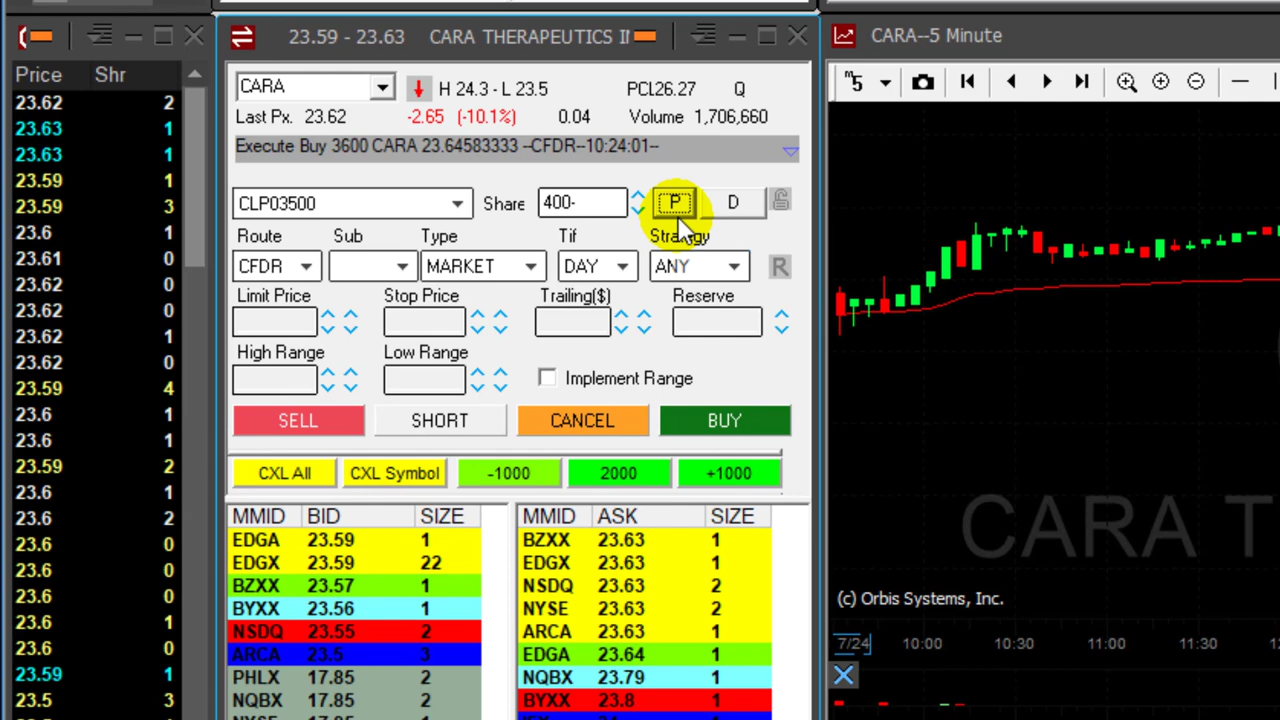 Price Shr
23.62 2
23.63 1
23.63 1
23.59 1
23.59 3
23.6 1
23.61 0
23.62 0
23.62 0
23.62 1
23.62 0
23.59 4
23.6 1
23.6 1
23.59 2
23.6 1
23.6 2
23.6 0
23.6 0
23.6 0
23.6 1
23.6 0
23.59 1
23.5 3
23.59 - 23.63 CARA THERAPEUTICS
CARA H 24.3 - L 23.5 PCL26.27 Q
Last Px. 23.62 -2.65 (-10.1%) 0.04 Volume 1,706,660
Execute Buy 3600 CARA 23.64583333 --CFDR--10:24:01--
CLP03500 Share 400- P D
Route Sub Type Tif Strategy
CFDR MARKET DAY ANY R
Limit Price Stop Price Trailing($) Reserve
High Range Low Range
Implement Range
SELL SHORT CANCEL BUY
CXL All CXL Symbol -1000 2000 +1000
MMID BID SIZE MMID ASK SIZE
EDGA 23.59 1 BZXX 23.63 1
EDGX 23.59 22 EDGX 23.63 1
BZXX 23.57 1 NSDQ 23.63 2
BYXX 23.56 1 NYSE 23.63 2
NSDQ 23.55 2 ARCA 23.63 1
ARCA 23.5 3 EDGA 23.64 1
PHLX 17.85 2 NQBX 23.79 1
NQBX 17.85 2 BYXX 23.8 1
CARA--5 Minute
m5
CARA T
(c) Orbis Systems, Inc.
7/24 10:00 10:30 11:00 11:30